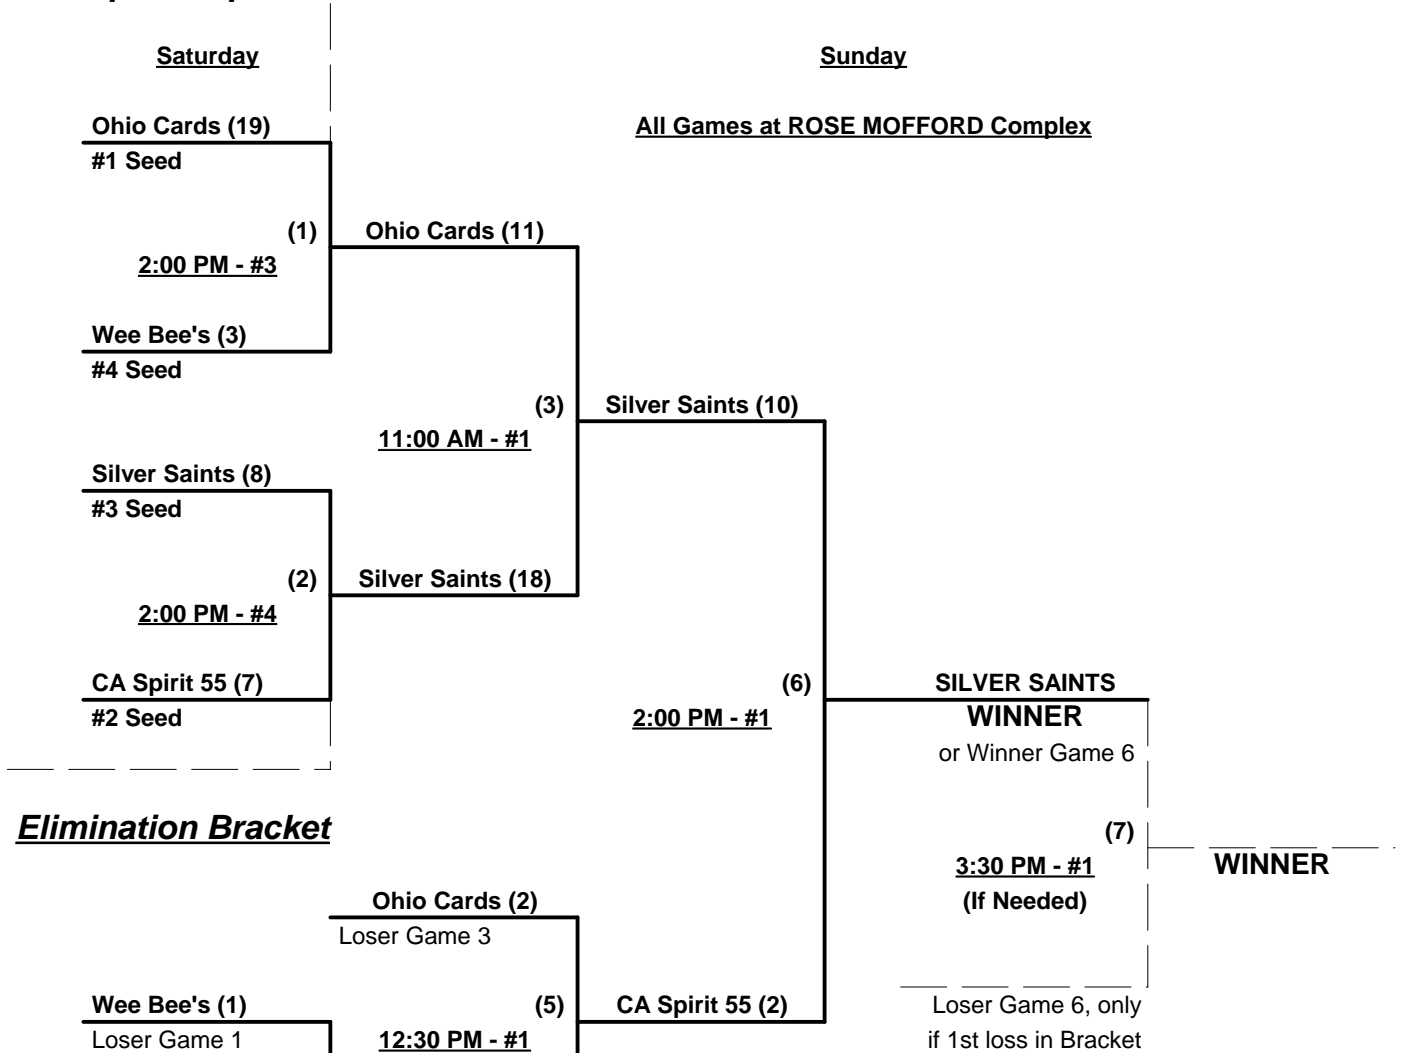 Saturday
Sunday
Ohio Cards (19)
All Games at ROSE MOFFORD Complex
#1 Seed
(1)
Ohio Cards (11)
2:00 PM - #3
Wee Bee's (3)
#4 Seed
(3)
Silver Saints (10)
11:00 AM - #1
Silver Saints (8)
#3 Seed
(2)
Silver Saints (18)
2:00 PM - #4
CA Spirit 55 (7)
#2 Seed
(6)
SILVER SAINTS
2:00 PM - #1
WINNER
or Winner Game 6
Elimination Bracket
(7)
3:30 PM - #1
WINNER
(If Needed)
Ohio Cards (2)
Loser Game 3
Wee Bee's (1)
(5)
CA Spirit 55 (2)
Loser Game 6, only
Loser Game 1
12:30 PM - #1
if 1st loss in Bracket